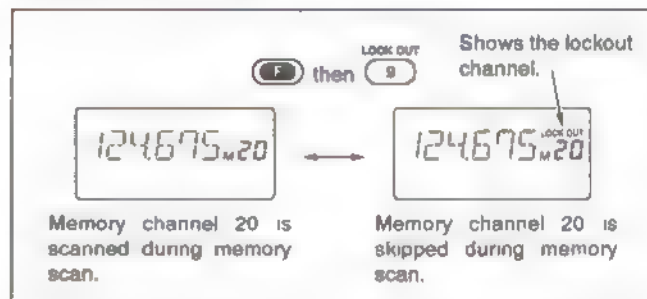 LOOK OUT
F then 9
Shows the lockout
channel.
124.675 M 20
LOCK OUT
124.675 M 20
Memory channel 20 is
scanned during memory
scan.
Memory channel 20 is
skipped during memory
scan.